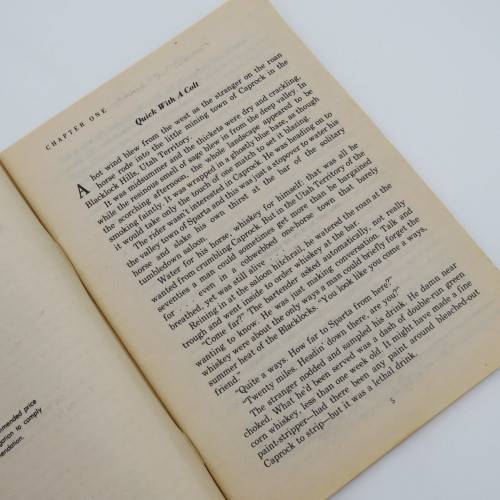 CHAPTER ONE
Quick With A Colt
A hot wind blew from the west as the stranger on the roan
horse rode into the little mining town of Caprock in the
Blacklock Hills, Utah Territory.
It was midsummer and the thickets were dry and crackling,
while the resinous smell of sage blew in from the deep valley. In
the scorching afternoon the whole landscape appeared to be
smoking faintly. It was wrapped in a ghostly blue haze, as though
it would take only the touch of one match to set it blazing.
The rider wasn't interested in Caprock. He was heading on to
the valley town of Sparta and this was just a stopover to water his
horse and slake his own thirst at the bar of the solitary
tumbledown saloon.
Water for his horse, whiskey for himself; that was all he
wanted from crumbling Caprock. But in the Utah Territory of the
seventies a man could sometimes get more than he bargained
for . . . even in a cobwebbed one-horse town that barely
breathed, yet was still alive . . .
Reining in at the saloon hitchrail, he watered the roan at the
trough and went inside to order whiskey at the bar.
"Come far?" The bartender asked automatically, not really
wanting to know. He was just making conversation. Talk and
whiskey were about the only ways a man could briefly forget the
summer heat of the Blacklocks. "You look like you come a ways,
friend."
"Quite a ways. How far to Sparta from here?"
"Twenty miles. Headin' down there, are you?"
The stranger nodded and sampled his drink. He damn near
choked. What he'd been served was a dash of double-run green
corn whiskey, less than one week old. It might have made a fine
paint-stripper—had there been any paint around bleached-out
Caprock to strip—but it was a lethal drink.
5
mmended price
gation to comply
mendation.